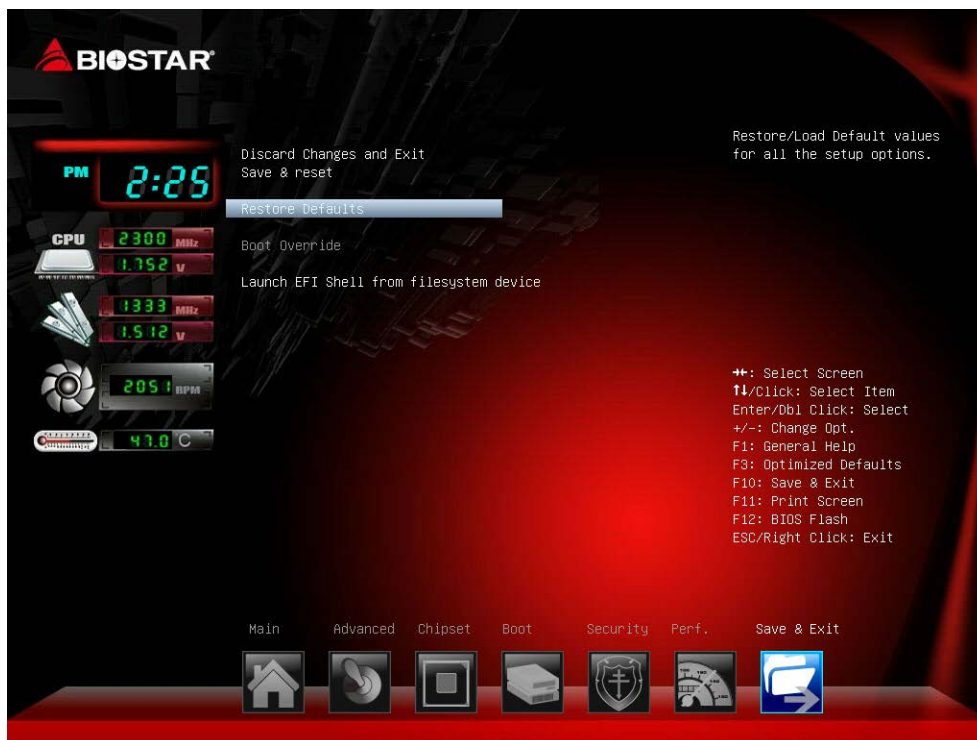 BIOSTAR
PM 2:25
CPU 2300 MHz
1.752 V
1333 MHz
1.512 V
2051 RPM
47.0 C
Discard Changes and Exit
Save & reset
Restore Defaults
Boot Override
Launch EFI Shell from filesystem device
Restore/Load Default values
for all the setup options.
→←: Select Screen
↑↓/Click: Select Item
Enter/Dbl Click: Select
+/-: Change Opt.
F1: General Help
F3: Optimized Defaults
F10: Save & Exit
F11: Print Screen
F12: BIOS Flash
ESC/Right Click: Exit
Main Advanced Chipset Boot Security Perf. Save & Exit